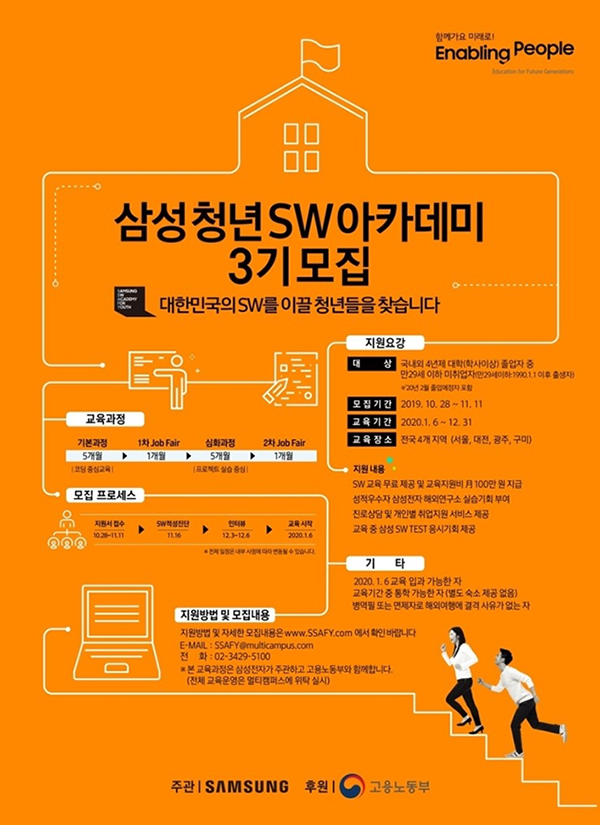 함께가요 미래로!
Enabling People
Education for Future Generations
삼성 청년 SW 아카데미
3기 모집
SAMSUNG
SW
ACADEMY
FOR
YOUTH
대한민국의 SW를 이끌 청년들을 찾습니다
지원요강
대 상 국내외 4년제 대학(학사이상) 졸업자 중
만29세 이하 미취업자(만29세이하:1990.1.1 이후 출생자)
※'20년 2월 졸업예정자 포함
모집기간 2019. 10. 28 ~ 11. 11
교육기간 2020.1. 6 ~ 12. 31
교육장소 전국 4개 지역 (서울, 대전, 광주, 구미)
교육과정
기본과정 1차 Job Fair 심화과정 2차 Job Fair
5개월 1개월 5개월 1개월
[코딩 중심교육] [프로젝트 실습 중심]
지원 내용
SW 교육 무료 제공 및 교육지원비 月 100만 원 지급
성적우수자 삼성전자 해외연구소 실습기회 부여
진로상담 및 개인별 취업지원 서비스 제공
교육 중 삼성 SW TEST 응시기회 제공
모집 프로세스
지원서 접수 SW적성진단 인터뷰 교육 시작
10.28~11.11 11.16 12.3~12.6 2020.1.6
※ 전체 일정은 내부 사정에 따라 변동될 수 있습니다.
기 타
2020. 1. 6 교육 입과 가능한 자
교육기간 중 통학 가능한 자 (별도 숙소 제공 없음)
병역필 또는 면제자로 해외여행에 결격 사유가 없는 자
지원방법 및 모집내용
지원방법 및 자세한 모집내용은 www.SSAFY.com 에서 확인 바랍니다
E-MAIL : SSAFY@multicampus.com
전 화 : 02-3429-5100
※ 본 교육과정은 삼성전자가 주관하고 고용노동부와 함께합니다.
(전체 교육운영은 멀티캠퍼스에 위탁 실시)
주관 | SAMSUNG 후원 | 고용노동부